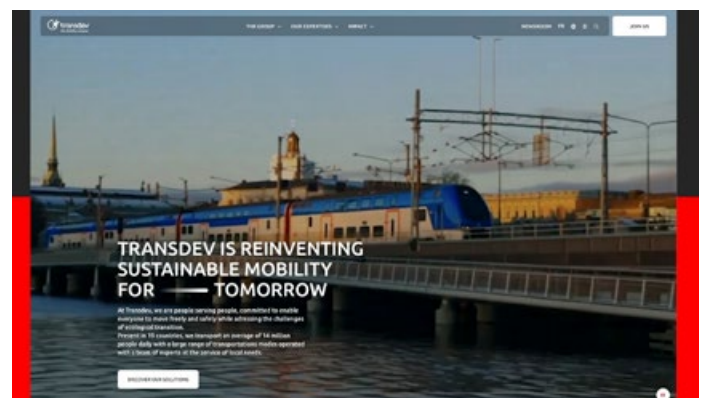 transdev
THE GROUP
OUR EXPERTISES
IMPACT
NEWSROOM
FR
JOIN US
TRANSDEV IS REINVENTING
SUSTAINABLE MOBILITY
FOR TOMORROW
At Transdev, we are people serving people, committed to enable
everyone to move freely and safely while adressing the challenges
of ecological transition.
Present in 19 countries, we transport an average of 14 million
people daily with a large range of transportations modes operated
with a team of experts at the service of local needs.
DISCOVER OUR SOLUTIONS